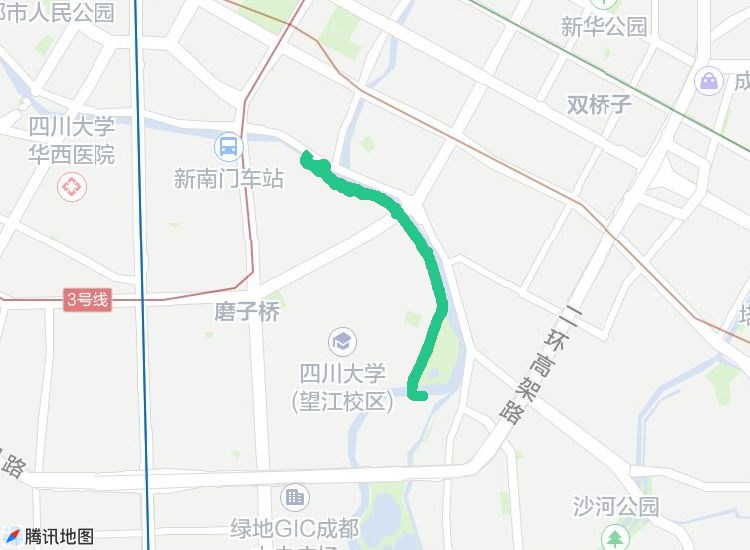 都市人民公园
新华公园
成
双桥子
四川大学
华西医院
新南门车站
3号线
磨子桥
塔
二环高架路
四川大学
(望江校区)
路
绿地GIC成都
沙河公园
腾讯地图